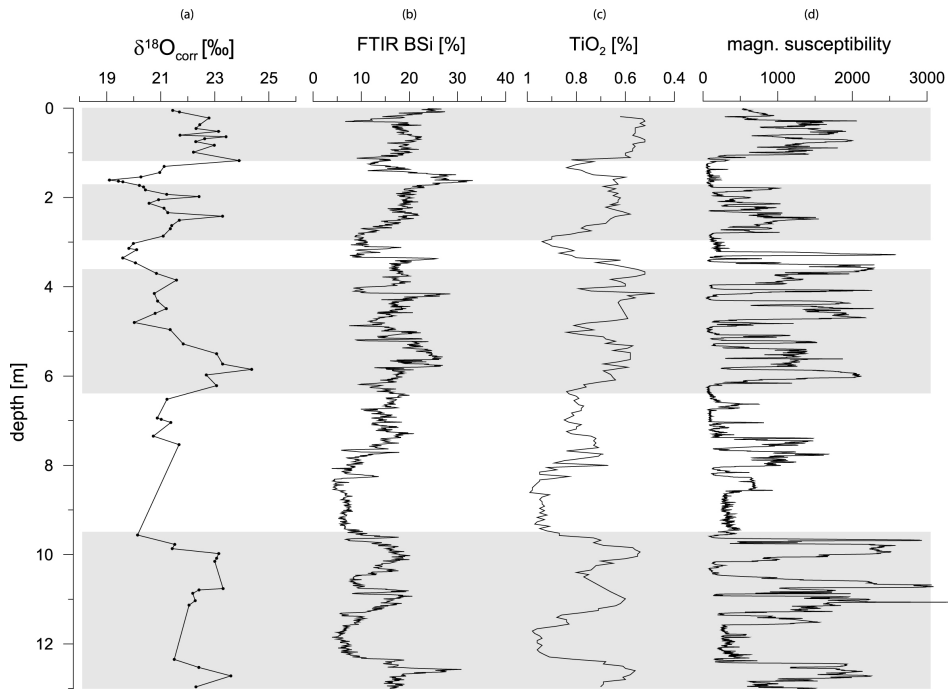 (a) (b) (c) (d)
δ¹⁸Ocorr [‰] FTIR BSi [%] TiO₂ [%] magn. susceptibility
19 21 23 25 0 10 20 30 40 1 0.8 0.6 0.4 0 1000 2000 3000
0
2
4
6
8
10
12
depth [m]